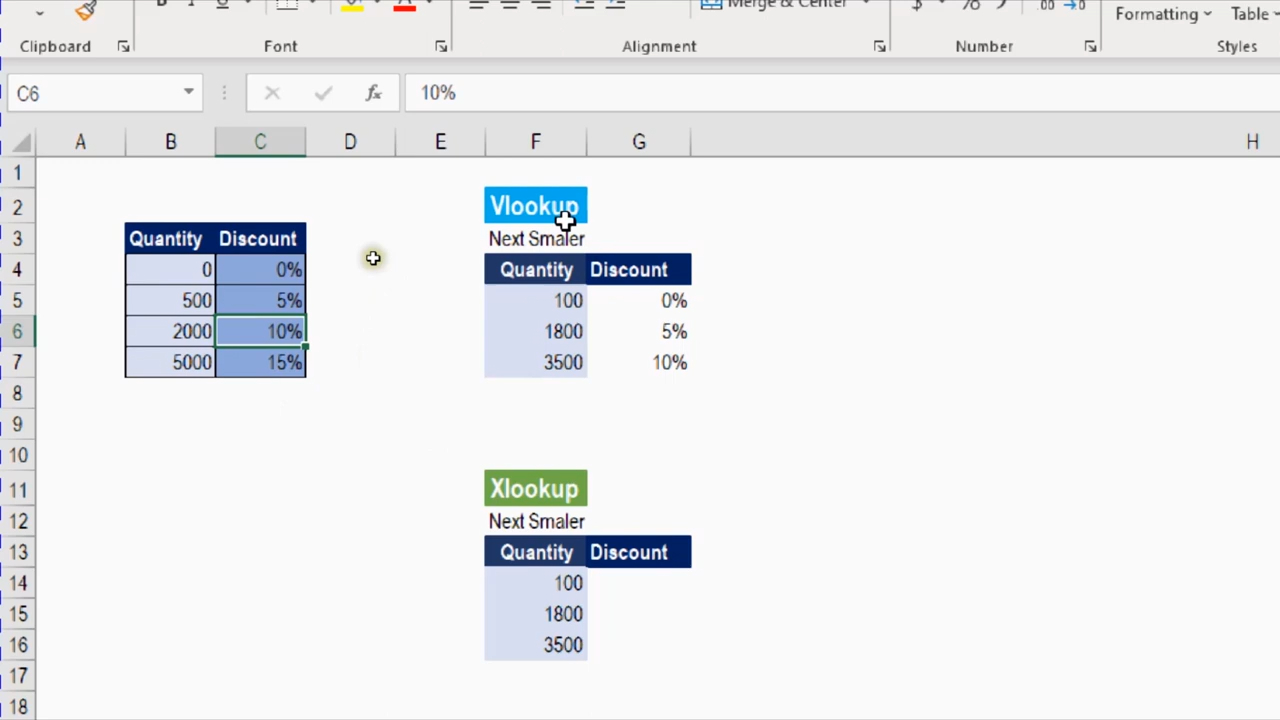 B I U Merge & Center $ % .00
Formatting Table
Clipboard Font Alignment Number Styles
C6 fx 10%
A B C D E F G H
1
2 Vlookup
3 Quantity Discount Next Smaler
4 0 0% Quantity Discount
5 500 5% 100 0%
6 2000 10% 1800 5%
7 5000 15% 3500 10%
8
9
10
11 Xlookup
12 Next Smaler
13 Quantity Discount
14 100
15 1800
16 3500
17
18